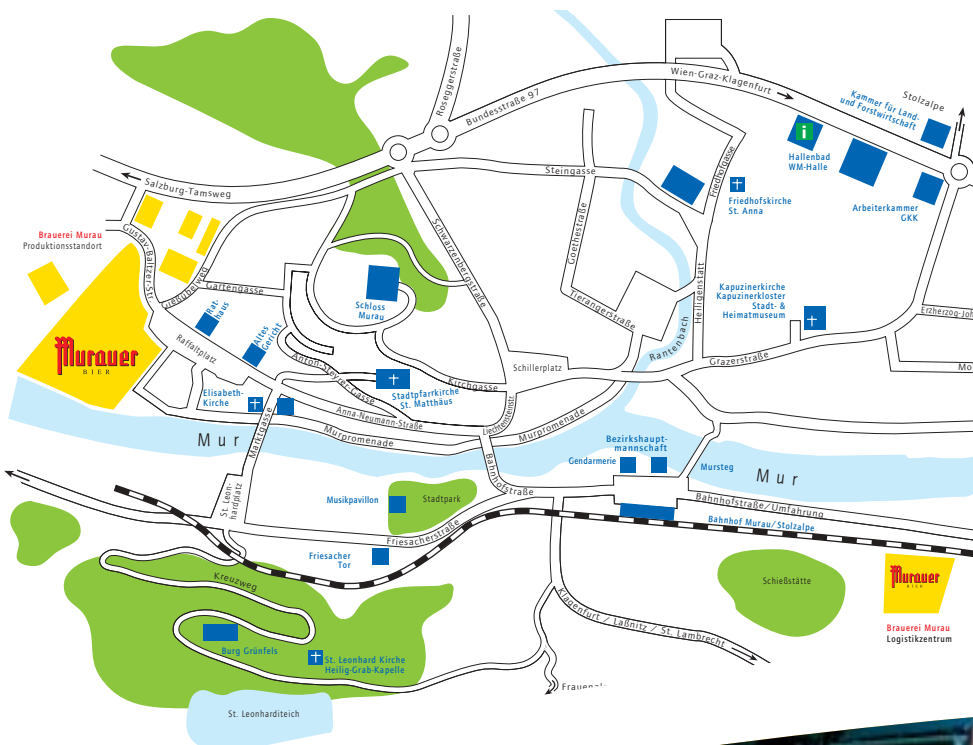 Wien-Graz-Klagenfurt
Stolzalpe
Kammer für Land-
und Forstwirtschaft
Roseggerstraße
Bundesstraße 97
Hallenbad
WM-Halle
Steingasse
Friedhofgasse
Friedhofskirche
St. Anna
Arbeiterkammer
GKK
Salzburg-Tamsweg
Brauerei Murau
Produktionsstandort
Gustav-Baltzer-Str.
Gießübelweg
Gartengasse
Schwarzenbergstraße
Goethestraße
Tierangerstraße
Heiligenstatt
Rantenbach
Kapuzinerkirche
Kapuzinerkloster
Stadt- &
Heimatmuseum
Schloss
Murau
Rat-
haus
Altes
Gericht
Raffaltplatz
Murauer
BIER
Anton-Steyrer-Gasse
Stadtpfarrkirche
St. Matthäus
Kirchgasse
Schillerplatz
Grazerstraße
Erzherzog-Joh
Mo
Elisabeth-
Kirche
Marktgasse
Anna-Neumann-Straße
Liechtensteinstr.
Murpromenade
Murpromenade
Mur
Bezirkshaupt-
mannschaft
Gendarmerie
Mursteg
Mur
Bahnhofstraße
St. Leon-
hardplatz
Musikpavillon
Stadtpark
Bahnhofstraße/Umfahrung
Bahnhof Murau/Stolzalpe
Friesacherstraße
Friesacher
Tor
Kreuzweg
Schießstätte
Murauer
BIER
Klagenfurt / Laßnitz / St. Lambrecht
Brauerei Murau
Logistikzentrum
Burg Grünfels
St. Leonhard Kirche
Heilig-Grab-Kapelle
St. Leonharditeich